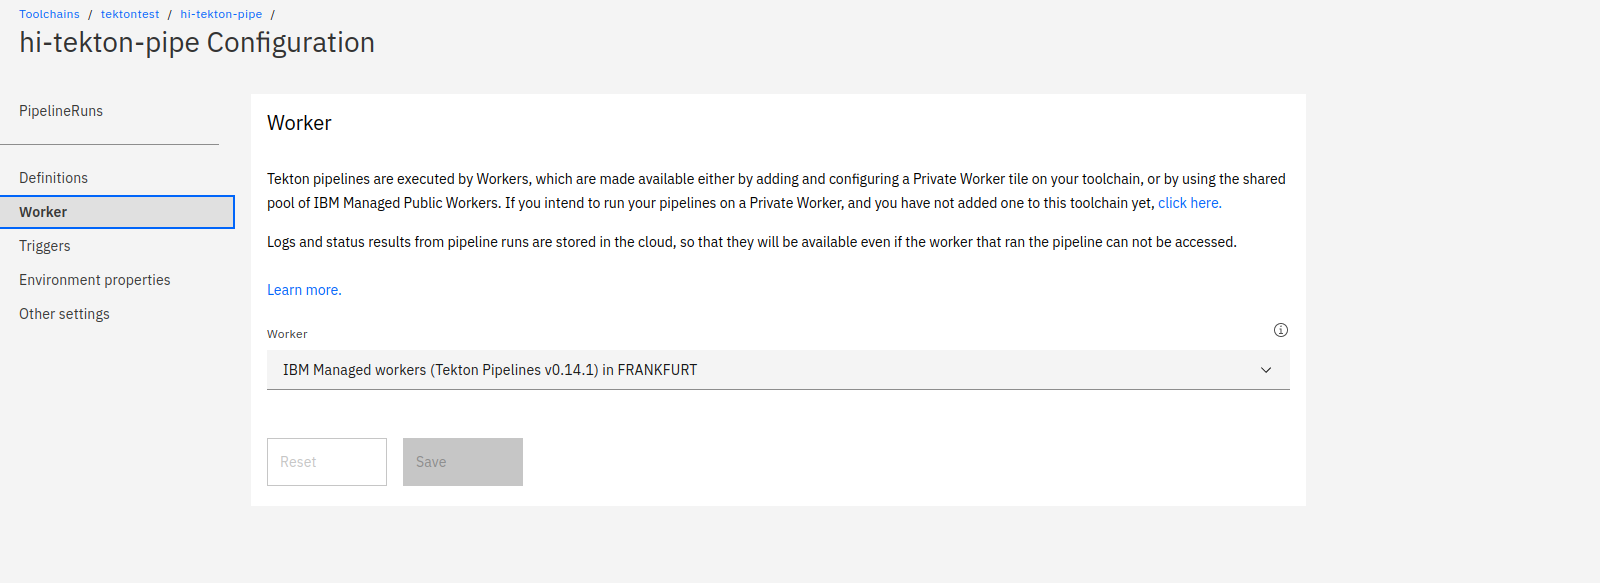 Toolchains / tektontest / hi-tekton-pipe /
hi-tekton-pipe Configuration
PipelineRuns
Definitions
Worker
Triggers
Environment properties
Other settings
Worker
Tekton pipelines are executed by Workers, which are made available either by adding and configuring a Private Worker tile on your toolchain, or by using the shared
pool of IBM Managed Public Workers. If you intend to run your pipelines on a Private Worker, and you have not added one to this toolchain yet, click here.
Logs and status results from pipeline runs are stored in the cloud, so that they will be available even if the worker that ran the pipeline can not be accessed.
Learn more.
Worker
IBM Managed workers (Tekton Pipelines v0.14.1) in FRANKFURT
Reset
Save